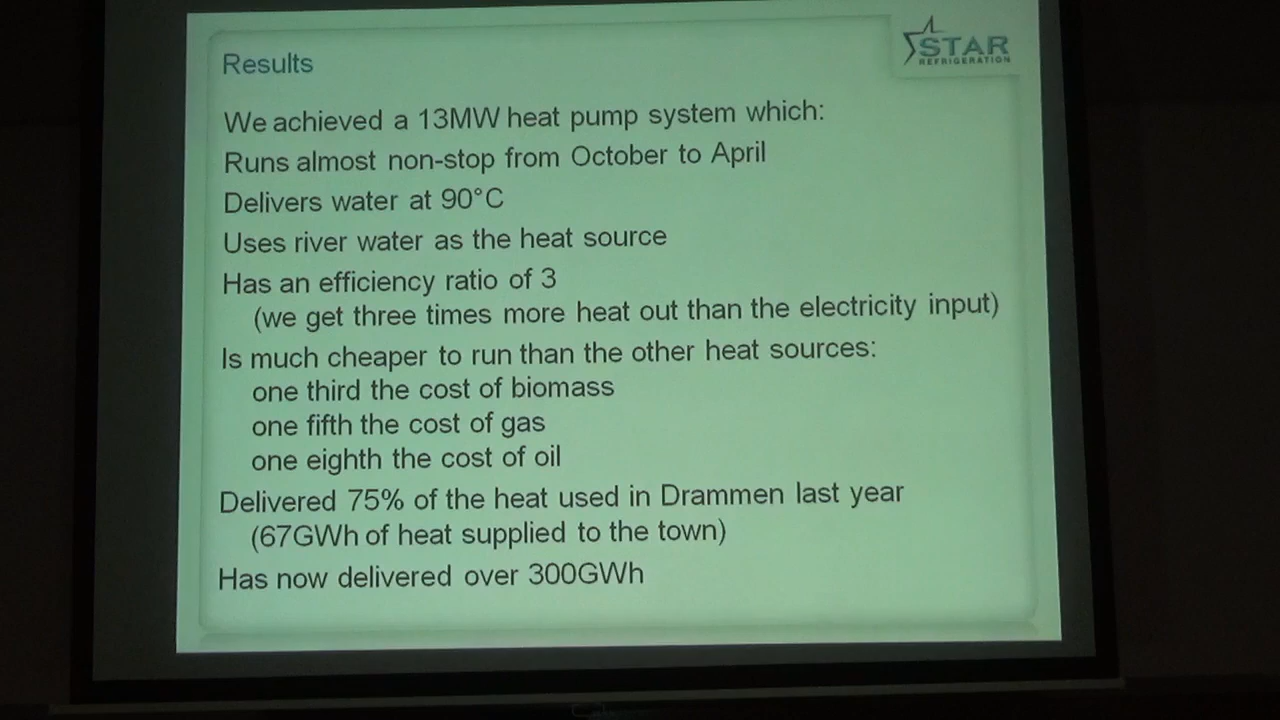 STAR
REFRIGERATION
Results
We achieved a 13MW heat pump system which:
Runs almost non-stop from October to April
Delivers water at 90°C
Uses river water as the heat source
Has an efficiency ratio of 3
(we get three times more heat out than the electricity input)
Is much cheaper to run than the other heat sources:
one third the cost of biomass
one fifth the cost of gas
one eighth the cost of oil
Delivered 75% of the heat used in Drammen last year
(67GWh of heat supplied to the town)
Has now delivered over 300GWh